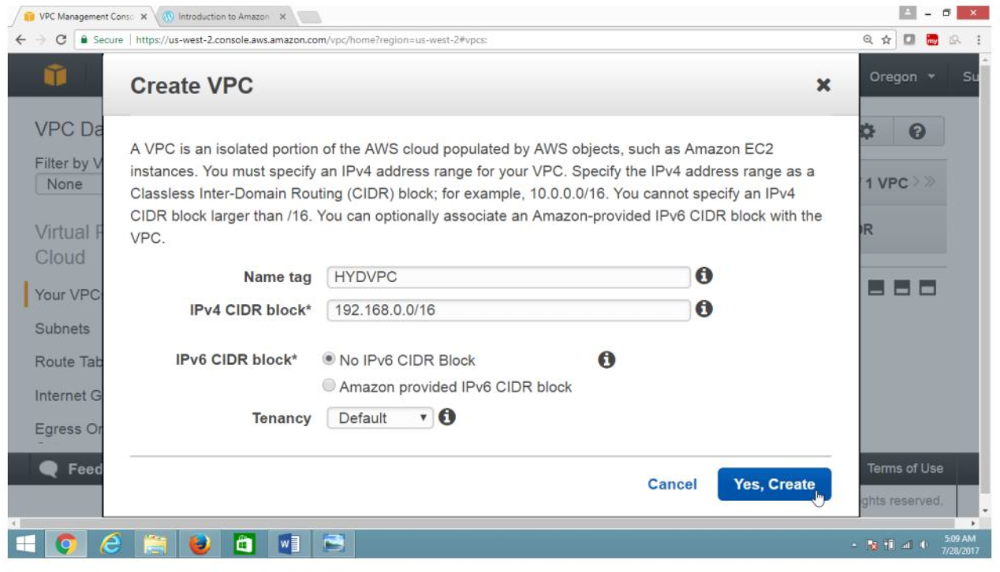 VPC Management Conso
Introduction to Amazon
Secure | https://us-west-2.console.aws.amazon.com/vpc/home?region=us-west-2#vpcs:
my
Create VPC
Oregon
Su
VPC Da
A VPC is an isolated portion of the AWS cloud populated by AWS objects, such as Amazon EC2
instances. You must specify an IPv4 address range for your VPC. Specify the IPv4 address range as a
Classless Inter-Domain Routing (CIDR) block; for example, 10.0.0.0/16. You cannot specify an IPv4
CIDR block larger than /16. You can optionally associate an Amazon-provided IPv6 CIDR block with the
VPC.
Filter by V
None
1 VPC
Virtual P
Cloud
DR
Name tag HYDVPC
Your VPC
IPv4 CIDR block* 192.168.0.0/16
Subnets
Route Tab
IPv6 CIDR block* No IPv6 CIDR Block
Amazon provided IPv6 CIDR block
Internet G
Tenancy Default
Egress On
Feed
Cancel Yes, Create
Terms of Use
ghts reserved.
5:09 AM
7/28/2017